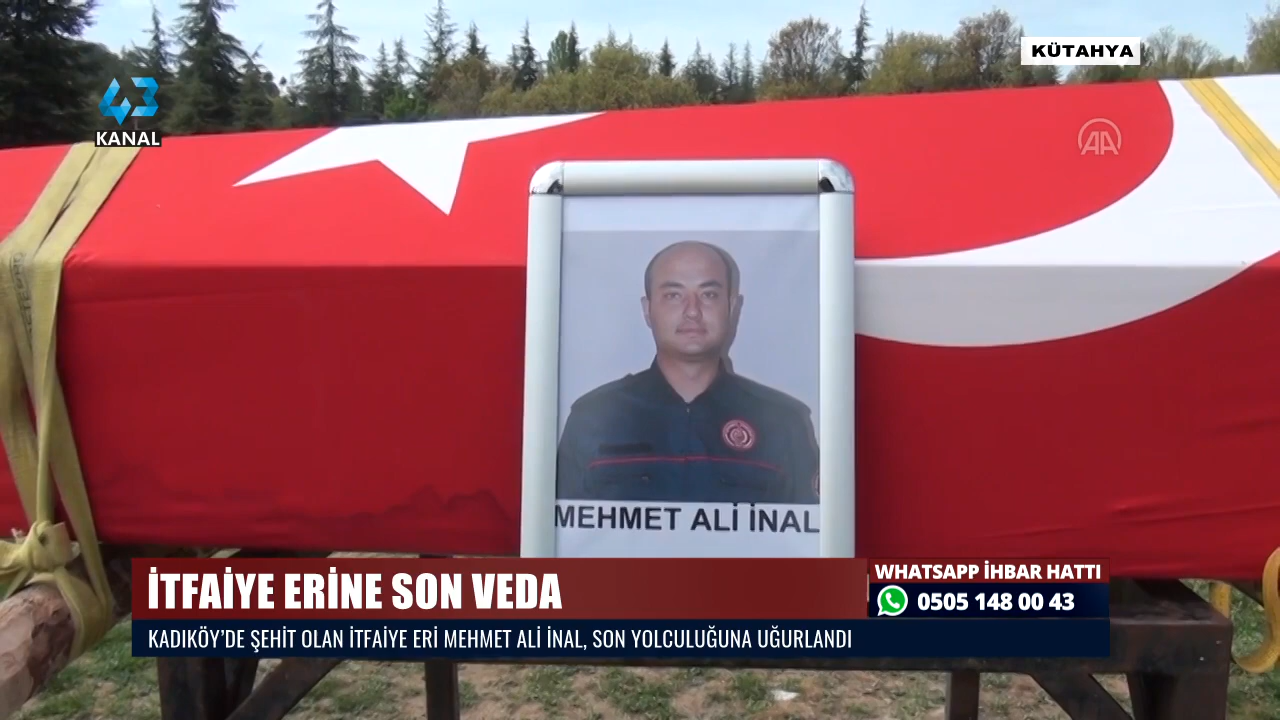 KÜTAHYA
43
KANAL
AA
MEHMET ALİ İNAL
İTFAİYE ERİNE SON VEDA
WHATSAPP İHBAR HATTI
0505 148 00 43
KADIKÖY'DE ŞEHİT OLAN İTFAİYE ERİ MEHMET ALİ İNAL, SON YOLCULUĞUNA UĞURLANDI